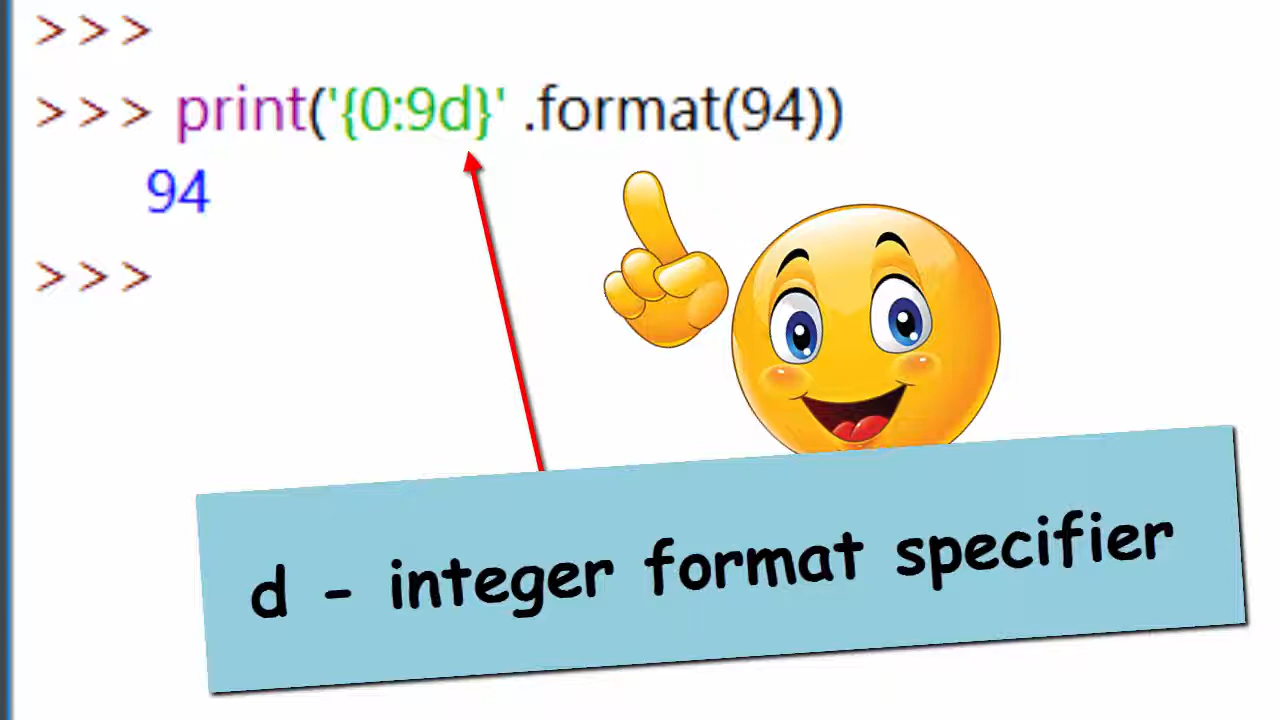 >>>
>>> print('{0:9d}' .format(94))
       94
>>>
d - integer format specifier